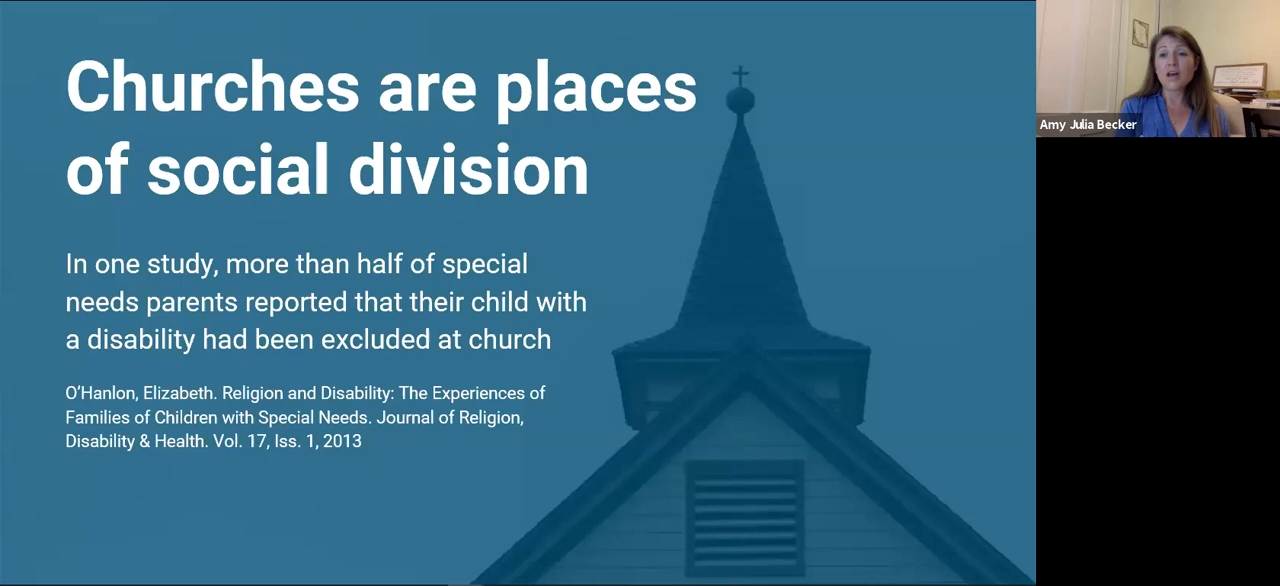 Churches are places
of social division
In one study, more than half of special
needs parents reported that their child with
a disability had been excluded at church
O'Hanlon, Elizabeth. Religion and Disability: The Experiences of
Families of Children with Special Needs. Journal of Religion,
Disability & Health. Vol. 17, Iss. 1, 2013
Amy Julia Becker